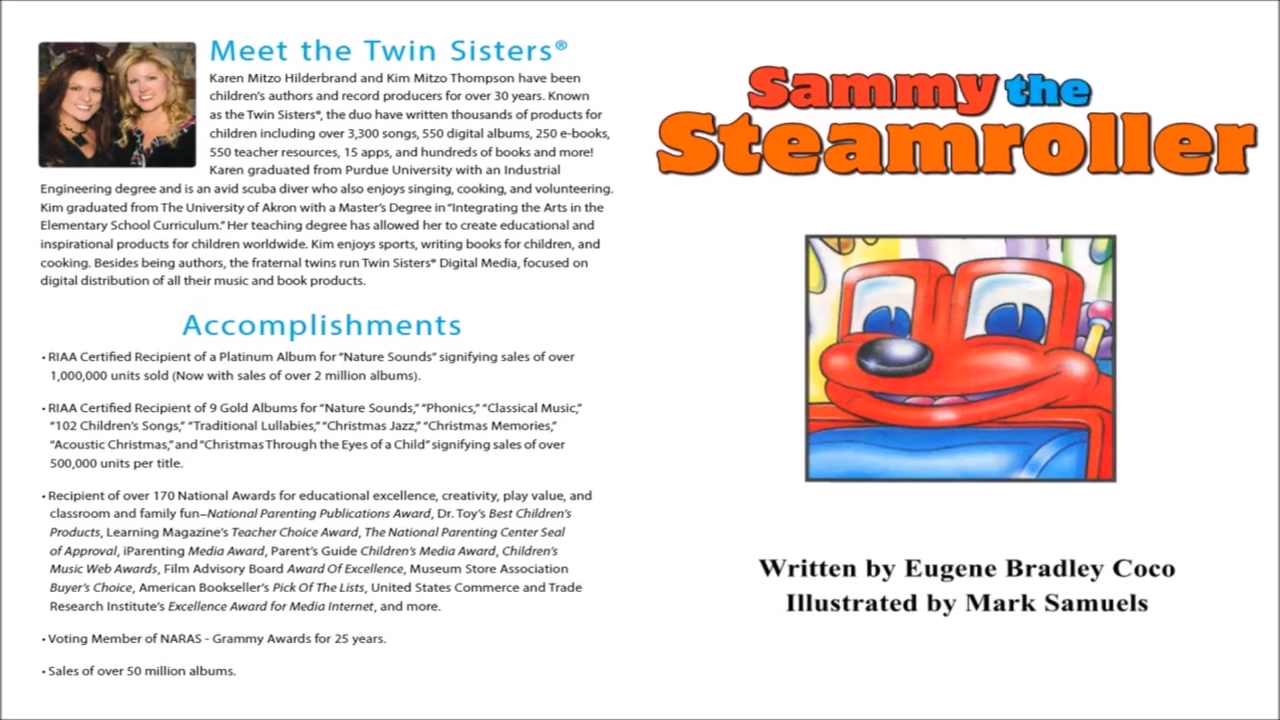 Meet the Twin Sisters®
Karen Mitzo Hilderbrand and Kim Mitzo Thompson have been
children's authors and record producers for over 30 years. Known
as the Twin Sisters®, the duo have written thousands of products for
children including over 3,300 songs, 550 digital albums, 250 e-books,
550 teacher resources, 15 apps, and hundreds of books and more!
Karen graduated from Purdue University with an Industrial
Engineering degree and is an avid scuba diver who also enjoys singing, cooking, and volunteering.
Kim graduated from The University of Akron with a Master's Degree in "Integrating the Arts in the
Elementary School Curriculum." Her teaching degree has allowed her to create educational and
inspirational products for children worldwide. Kim enjoys sports, writing books for children, and
cooking. Besides being authors, the fraternal twins run Twin Sisters® Digital Media, focused on
digital distribution of all their music and book products.
Accomplishments
• RIAA Certified Recipient of a Platinum Album for "Nature Sounds" signifying sales of over
1,000,000 units sold (Now with sales of over 2 million albums).
• RIAA Certified Recipient of 9 Gold Albums for "Nature Sounds," "Phonics," "Classical Music,"
"102 Children's Songs," "Traditional Lullabies," "Christmas Jazz," "Christmas Memories,"
"Acoustic Christmas," and "Christmas Through the Eyes of a Child" signifying sales of over
500,000 units per title.
• Recipient of over 170 National Awards for educational excellence, creativity, play value, and
classroom and family fun–National Parenting Publications Award, Dr. Toy's Best Children's
Products, Learning Magazine's Teacher Choice Award, The National Parenting Center Seal
of Approval, iParenting Media Award, Parent's Guide Children's Media Award, Children's
Music Web Awards, Film Advisory Board Award Of Excellence, Museum Store Association
Buyer's Choice, American Bookseller's Pick Of The Lists, United States Commerce and Trade
Research Institute's Excellence Award for Media Internet, and more.
• Voting Member of NARAS - Grammy Awards for 25 years.
• Sales of over 50 million albums.
Sammy the
Steamroller
Written by Eugene Bradley Coco
Illustrated by Mark Samuels